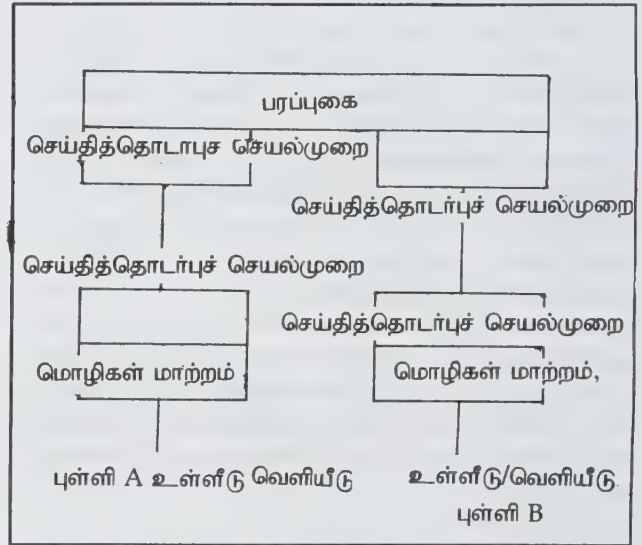 பரப்புகை
செய்தித்தொடாபுச செயல்முறை
செய்தித்தொடர்புச் செயல்முறை
செய்தித்தொடர்புச் செயல்முறை
செய்தித்தொடர்புச் செயல்முறை
மொழிகள் மாற்றம்
மொழிகள் மாற்றம்,
புள்ளி A உள்ளீடு வெளியீடு
உள்ளீடு/வெளியீடு
புள்ளி B